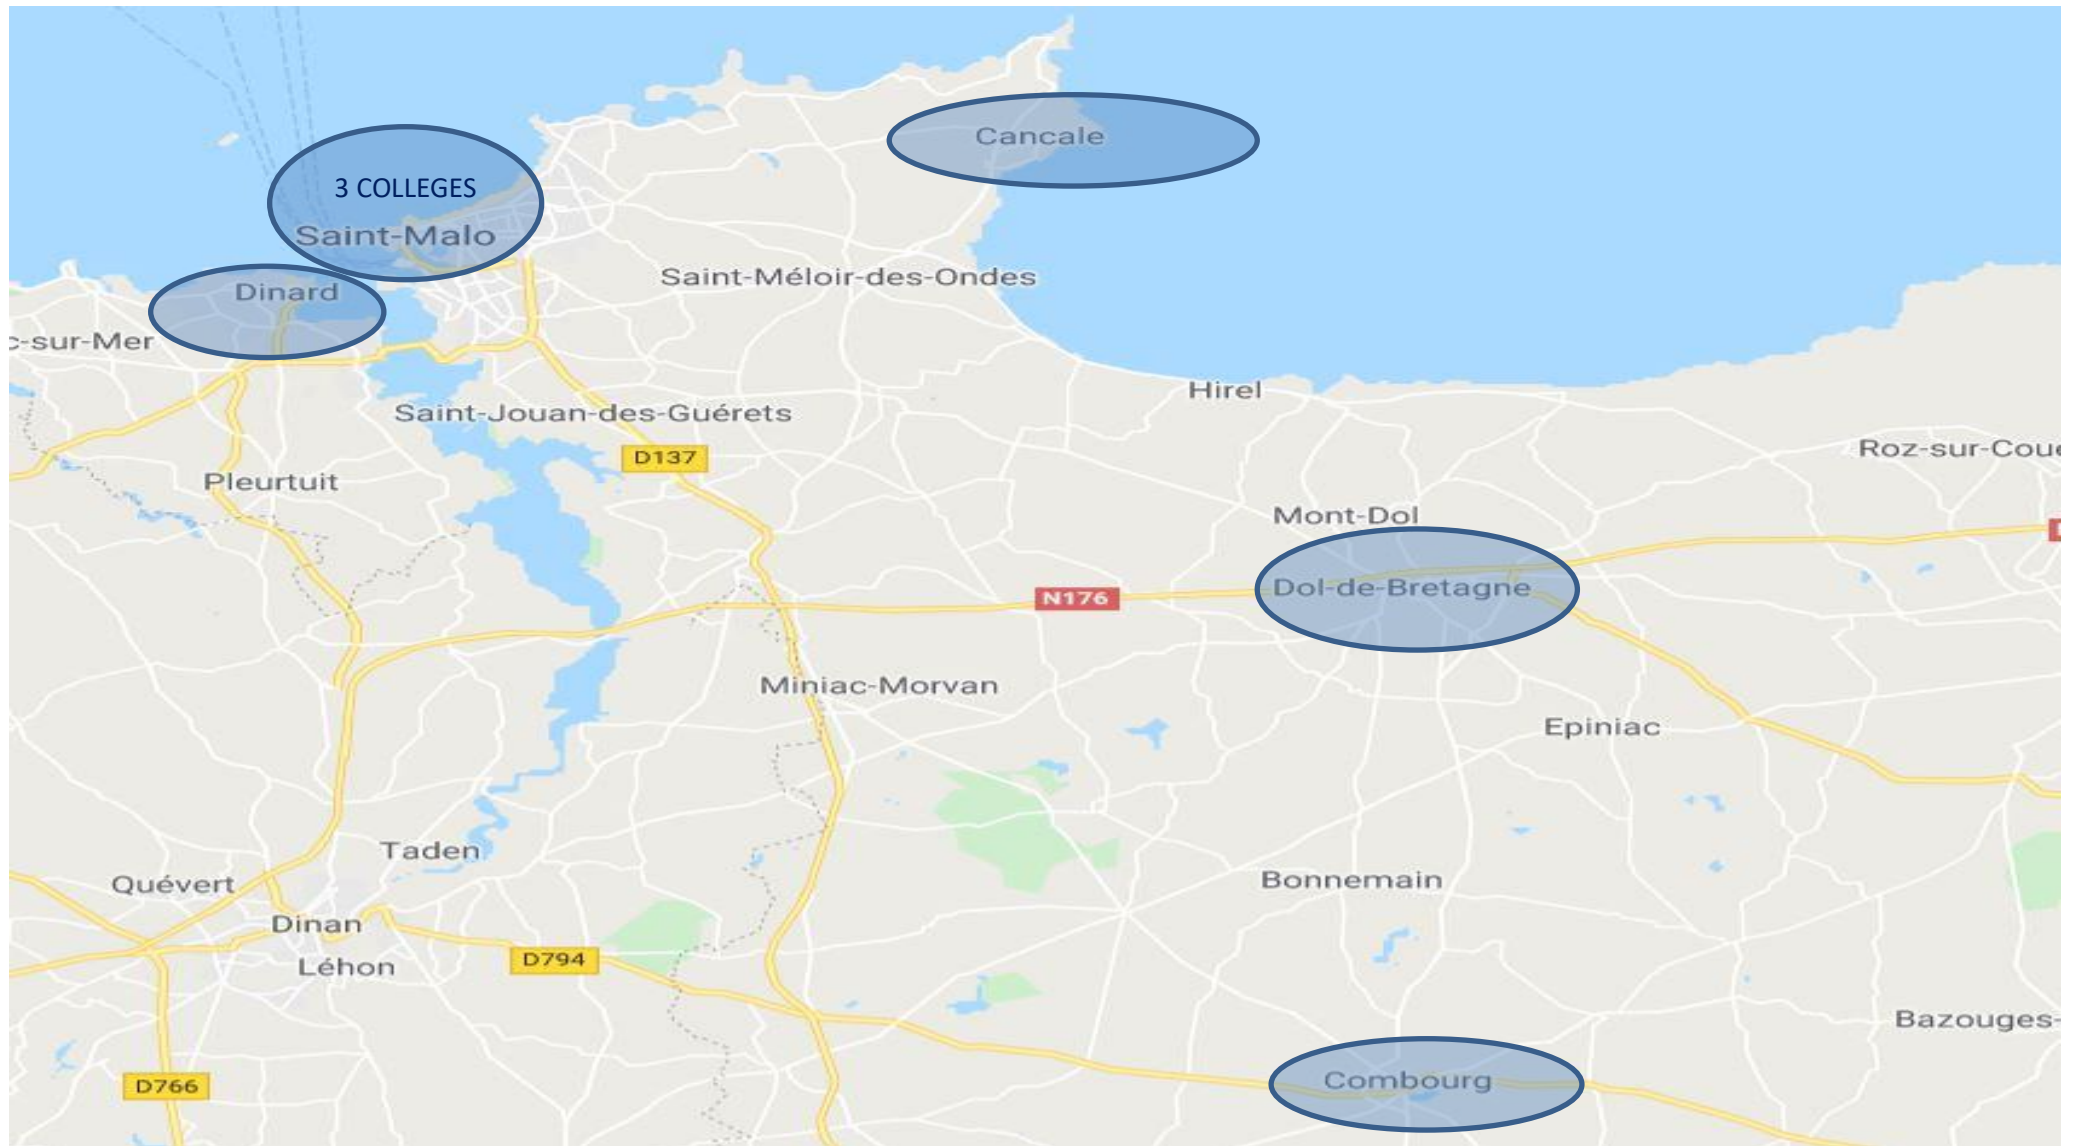 Cancale
3 COLLEGES
Saint-Malo
Saint-Méloir-des-Ondes
Dinard
c-sur-Mer
Hirel
Saint-Jouan-des-Guérets
D137
Roz-sur-Coue
Pleurtuit
Mont-Dol
Dol-de-Bretagne
N176
Miniac-Morvan
Epiniac
Taden
Quévert
Bonnemain
Dinan
D794
Léhon
Bazouges-
Combourg
D766